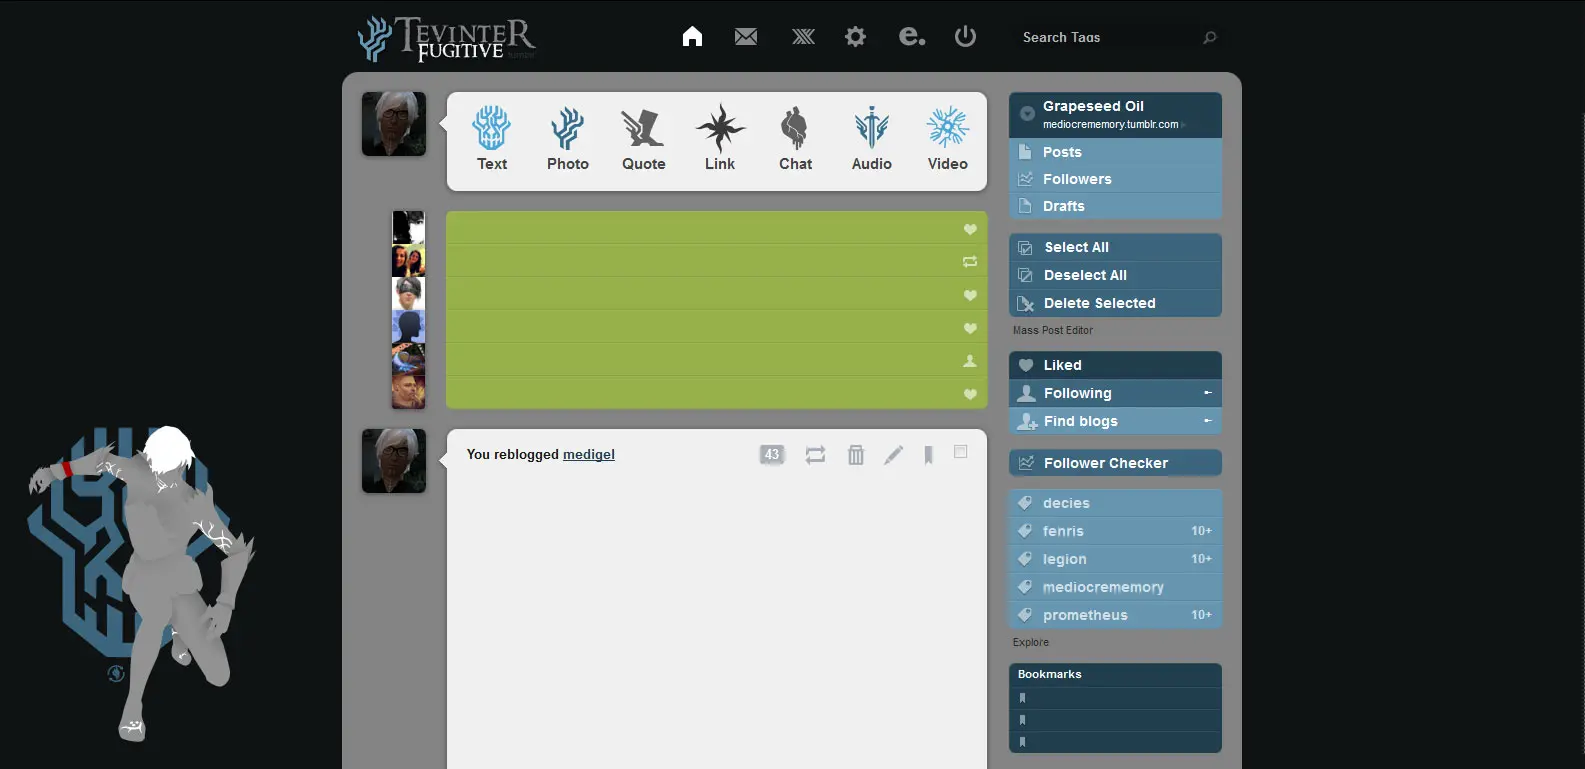 TEVINTER
FUGITIVE
Search Tags
Text
Photo
Quote
Link
Chat
Audio
Video
You reblogged medigel
43
Grapeseed Oil
mediocrememory.tumblr.com
Posts
Followers
Drafts
Select All
Deselect All
Delete Selected
Mass Post Editor
Liked
Following
Find blogs
Follower Checker
decies
fenris 10+
legion 10+
mediocrememory
prometheus 10+
Explore
Bookmarks